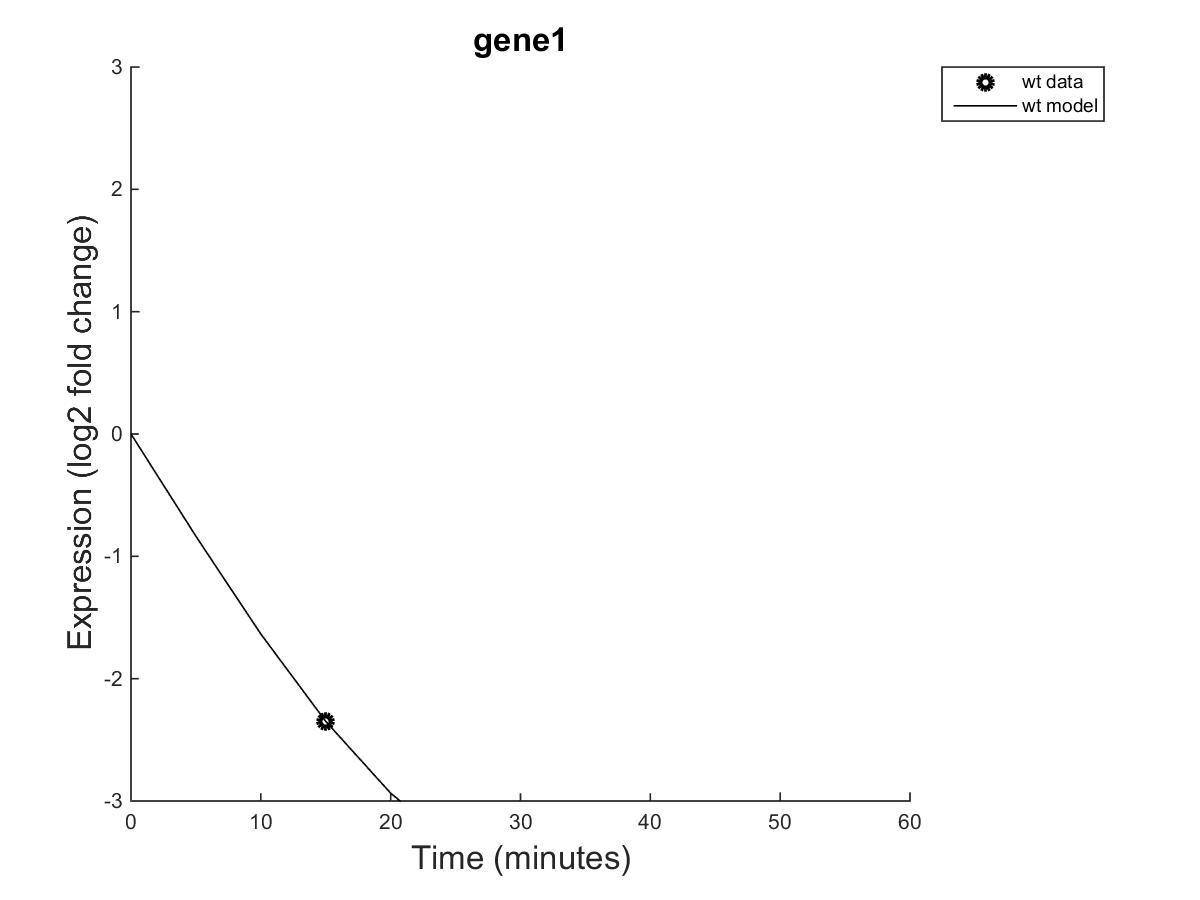 gene1
wt data
wt model
Expression (log2 fold change)
3
2
1
0
-1
-2
-3
0 10 20 30 40 50 60
Time (minutes)